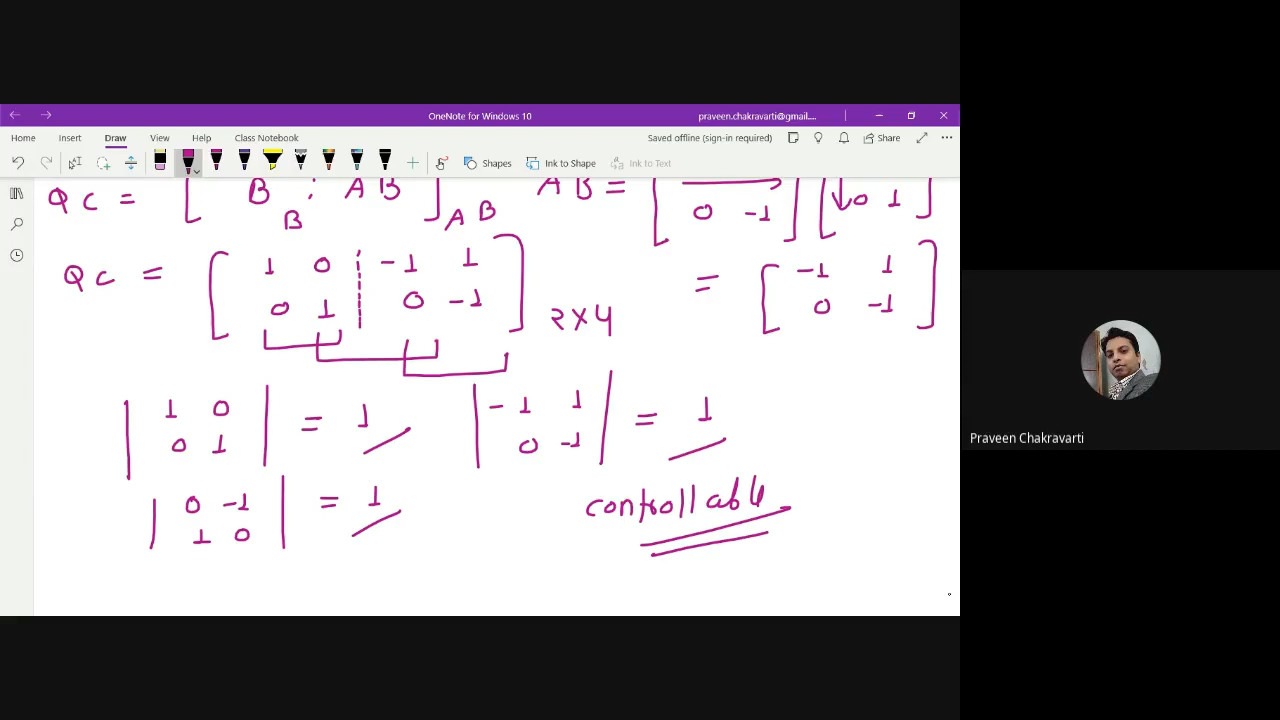 OneNote for Windows 10
praveen.chakravarti@gmail....
Home Insert Draw View Help Class Notebook
Saved offline (sign-in required) Share
Shapes Ink to Shape Ink to Text
Qc = [ B : AB ] AB = [ 0 -1 ] [ 0 1 ]
B AB
Qc = [ 1 0 -1 1
0 1 0 -1 ] 2x4
= [ -1 1
0 -1 ]
| 1 0
0 1 | = 1
| -1 1
0 -1 | = 1
| 0 -1
1 0 | = 1
controllable
Praveen Chakravarti